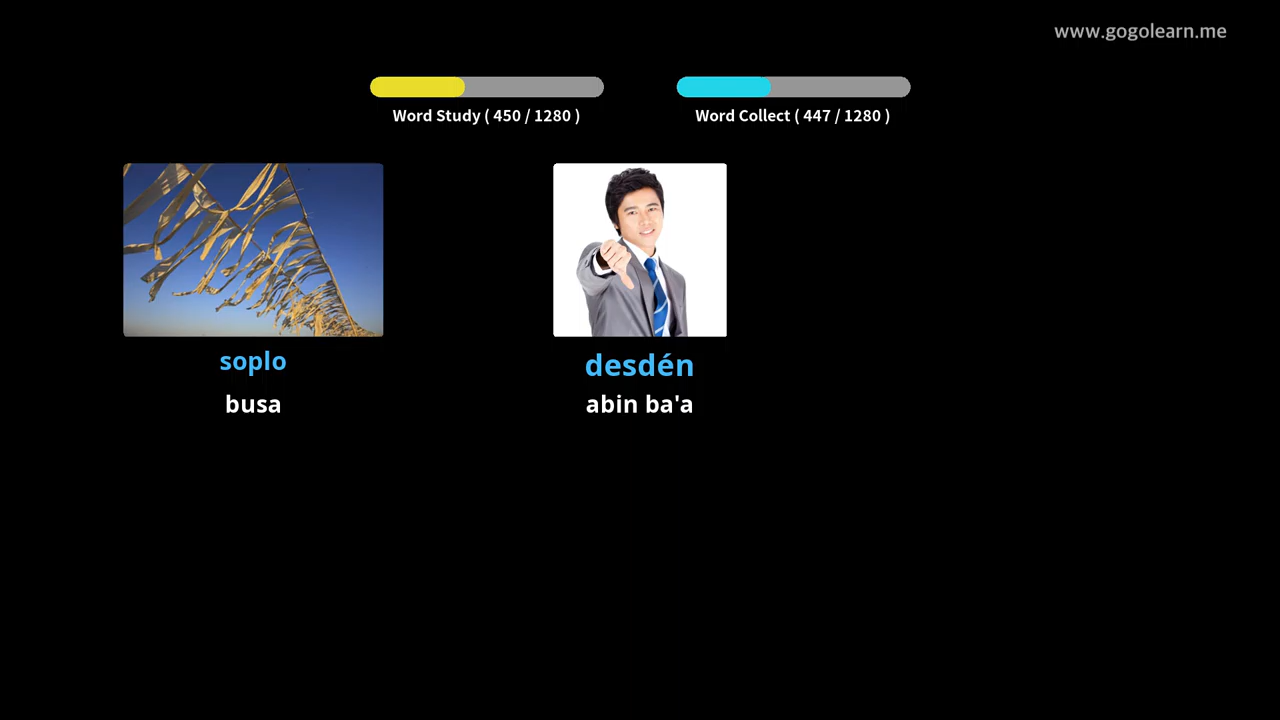 www.gogolearn.me
Word Study ( 450 / 1280 )
Word Collect ( 447 / 1280 )
soplo
busa
desdén
abin ba'a